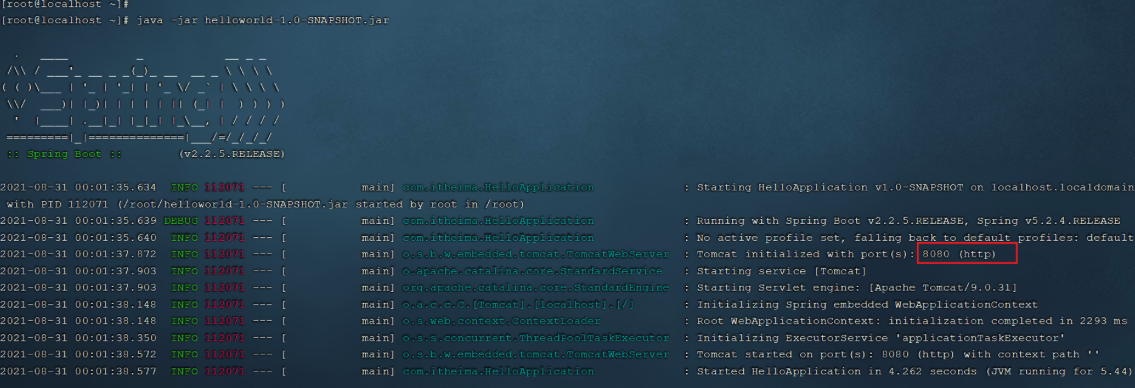 [root@localhost ~]#
[root@localhost ~]# java -jar helloworld-1.0-SNAPSHOT.jar
  .   ____          _            __ _ _
 /\\ / ___'_ __ _ _(_)_ __  __ _ \ \ \ \
( ( )\___ | '_ | '_| | '_ \/ _` | \ \ \ \
 \\/  ___)| |_)| | | | | || (_| |  ) ) ) )
  '  |____| .__|_| |_|_| |_\__, | / / / /
 =========|_|==============|___/=/_/_/_/
 :: Spring Boot ::        (v2.2.5.RELEASE)
2021-08-31 00:01:35.634  INFO 112071 --- [           main] com.itheima.HelloApplication             : Starting HelloApplication v1.0-SNAPSHOT on localhost.localdomain
 with PID 112071 (/root/helloworld-1.0-SNAPSHOT.jar started by root in /root)
2021-08-31 00:01:35.639 DEBUG 112071 --- [           main] com.itheima.HelloApplication             : Running with Spring Boot v2.2.5.RELEASE, Spring v5.2.4.RELEASE
2021-08-31 00:01:35.640  INFO 112071 --- [           main] com.itheima.HelloApplication             : No active profile set, falling back to default profiles: default
2021-08-31 00:01:37.872  INFO 112071 --- [           main] o.s.b.w.embedded.tomcat.TomcatWebServer  : Tomcat initialized with port(s): 8080 (http)
2021-08-31 00:01:37.903  INFO 112071 --- [           main] o.apache.catalina.core.StandardService   : Starting service [Tomcat]
2021-08-31 00:01:37.903  INFO 112071 --- [           main] org.apache.catalina.core.StandardEngine  : Starting Servlet engine: [Apache Tomcat/9.0.31]
2021-08-31 00:01:38.148  INFO 112071 --- [           main] o.a.c.c.C.[Tomcat].[localhost].[/]       : Initializing Spring embedded WebApplicationContext
2021-08-31 00:01:38.148  INFO 112071 --- [           main] o.s.web.context.ContextLoader            : Root WebApplicationContext: initialization completed in 2293 ms
2021-08-31 00:01:38.350  INFO 112071 --- [           main] o.s.s.concurrent.ThreadPoolTaskExecutor  : Initializing ExecutorService 'applicationTaskExecutor'
2021-08-31 00:01:38.572  INFO 112071 --- [           main] o.s.b.w.embedded.tomcat.TomcatWebServer  : Tomcat started on port(s): 8080 (http) with context path ''
2021-08-31 00:01:38.577  INFO 112071 --- [           main] com.itheima.HelloApplication             : Started HelloApplication in 4.262 seconds (JVM running for 5.44)